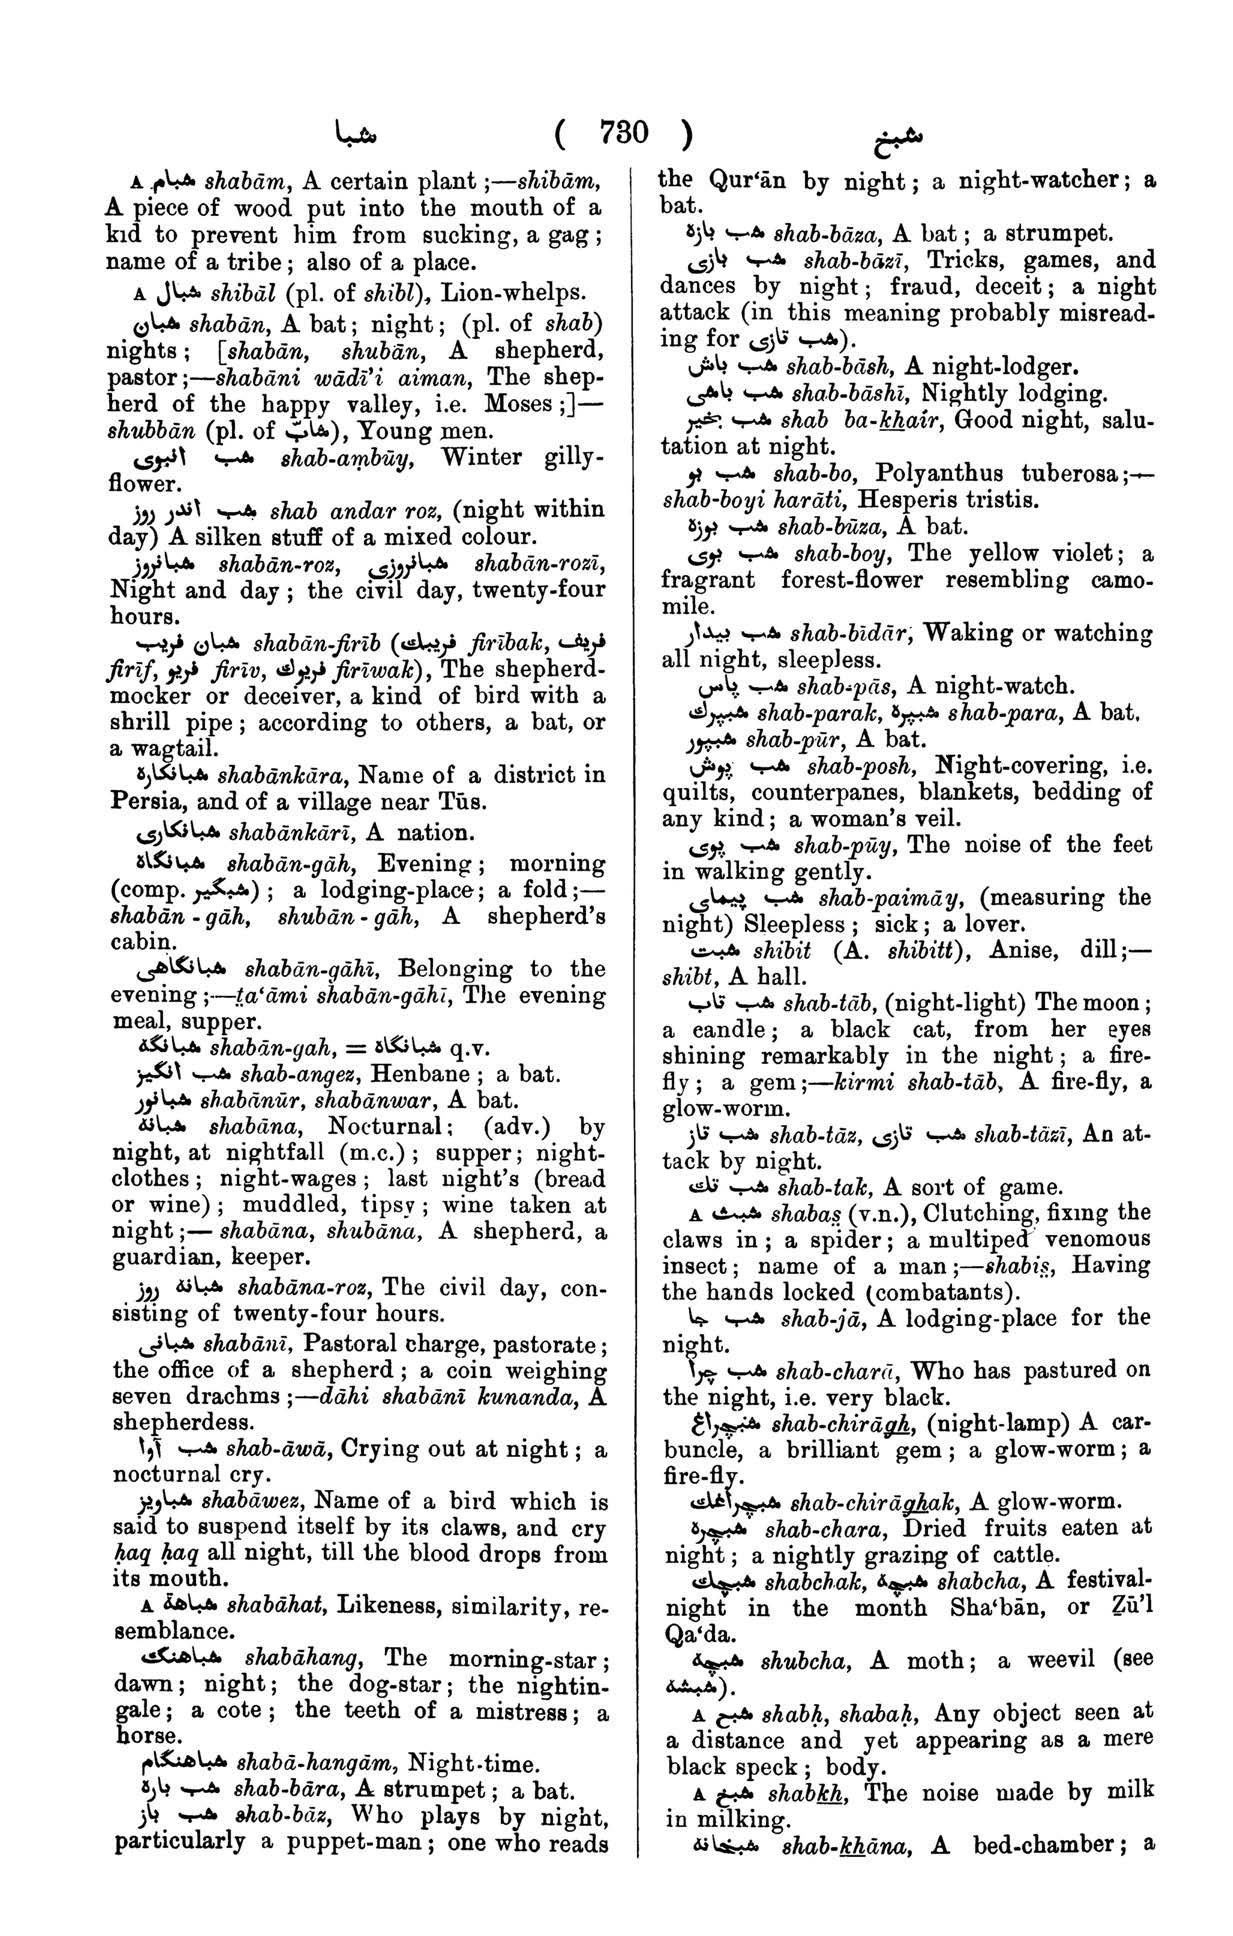 شبا ( 730 ) شبخ
A شبام shabām, A certain plant;—shibām,
A piece of wood put into the mouth of a
kid to prevent him from sucking, a gag;
name of a tribe; also of a place.
A شبال shibāl (pl. of shibl), Lion-whelps.
شبان shabān, A bat; night; (pl. of shab)
nights; [shabān, shubān, A shepherd,
pastor;—shabāni wādī'i aiman, The shep-
herd of the happy valley, i.e. Moses;]—
shubbān (pl. of شابّ), Young men.
شب انبوی shab-ambūy, Winter gilly-
flower.
شب اندر روز shab andar roz, (night within
day) A silken stuff of a mixed colour.
شبانروز shabān-roz, شبانروزی shabān-rozī,
Night and day; the civil day, twenty-four
hours.
شبان فریب shabān-firīb (فریبك firībak, فریف
firīf, فریو firīv, فریوك firīwak), The shepherd-
mocker or deceiver, a kind of bird with a
shrill pipe; according to others, a bat, or
a wagtail.
شبانکاره shabānkāra, Name of a district in
Persia, and of a village near Tūs.
شبانکاری shabānkārī, A nation.
شبانگاه shabān-gāh, Evening; morning
(comp. شبگیر); a lodging-place; a fold;—
shabān-gāh, shubān-gāh, A shepherd's
cabin.
شبانگاهی shabān-gāhī, Belonging to the
evening;—t̤a‘āmi shabān-gāhī, The evening
meal, supper.
شبانگه shabān-gah, = شبانگاه q.v.
شب انگیز shab-angez, Henbane; a bat.
شبانور shabānūr, shabānwar, A bat.
شبانه shabāna, Nocturnal; (adv.) by
night, at nightfall (m.c.); supper; night-
clothes; night-wages; last night's (bread
or wine); muddled, tipsy; wine taken at
night;—shabāna, shubāna, A shepherd, a
guardian, keeper.
شبانه روز shabāna-roz, The civil day, con-
sisting of twenty-four hours.
شبانی shabānī, Pastoral charge, pastorate;
the office of a shepherd; a coin weighing
seven drachms;—dāhi shabānī kunanda, A
shepherdess.
شب آوا shab-āwā, Crying out at night; a
nocturnal cry.
شباویز shabāwez, Name of a bird which is
said to suspend itself by its claws, and cry
ḥaq ḥaq all night, till the blood drops from
its mouth.
A شباهة shabāhat, Likeness, similarity, re-
semblance.
شباهنگ shabāhang, The morning-star;
dawn; night; the dog-star; the nightin-
gale; a cote; the teeth of a mistress; a
horse.
شباهنگام shabā-hangām, Night-time.
شب باره shab-bāra, A strumpet; a bat.
شب باز shab-bāz, Who plays by night,
particularly a puppet-man; one who reads
the Qur‘ān by night; a night-watcher; a
bat.
شب بازه shab-bāza, A bat; a strumpet.
شب بازی shab-bāzī, Tricks, games, and
dances by night; fraud, deceit; a night
attack (in this meaning probably misread-
ing for شب تازی).
شب باش shab-bāsh, A night-lodger.
شب باشی shab-bāshī, Nightly lodging.
شب بخیر shab ba-khair, Good night, salu-
tation at night.
شب بو shab-bo, Polyanthus tuberosa;—
shab-boyi harāti, Hesperis tristis.
شب بوزه shab-būza, A bat.
شب بوی shab-boy, The yellow violet; a
fragrant forest-flower resembling camo-
mile.
شب بیدار shab-bīdār, Waking or watching
all night, sleepless.
شب پاس shab-pās, A night-watch.
شبپرك shab-parak, شبپره shab-para, A bat.
شبپور shab-pūr, A bat.
شب پوش shab-posh, Night-covering, i.e.
quilts, counterpanes, blankets, bedding of
any kind; a woman's veil.
شب پوی shab-pūy, The noise of the feet
in walking gently.
شب پیمای shab-paimāy, (measuring the
night) Sleepless; sick; a lover.
شبت shibit (A. shibitt), Anise, dill;—
shibt, A hall.
شب تاب shab-tāb, (night-light) The moon;
a candle; a black cat, from her eyes
shining remarkably in the night; a fire-
fly; a gem;—kirmi shab-tāb, A fire-fly, a
glow-worm.
شب تاز shab-tāz, شب تازی shab-tāzī, An at-
tack by night.
شب تك shab-tak, A sort of game.
A شبث shabas̤ (v.n.), Clutching, fixing the
claws in; a spider; a multiped venomous
insect; name of a man;—shabis̤, Having
the hands locked (combatants).
شب جا shab-jā, A lodging-place for the
night.
شب چرا shab-charā, Who has pastured on
the night, i.e. very black.
شبچراغ shab-chirāgh, (night-lamp) A car-
buncle, a brilliant gem; a glow-worm; a
fire-fly.
شبچراغك shab-chirāghak, A glow-worm.
شبچره shab-chara, Dried fruits eaten at
night; a nightly grazing of cattle.
شبچك shabchak, شبچه shabcha, A festival-
night in the month Sha‘bān, or Ẕū'l
Qa‘da.
شبچه shubcha, A moth; a weevil (see
شبشه).
A شبح shabḥ, shabaḥ, Any object seen at
a distance and yet appearing as a mere
black speck; body.
A شبخ shabkh, The noise made by milk
in milking.
شبخانه shab-khāna, A bed-chamber; a